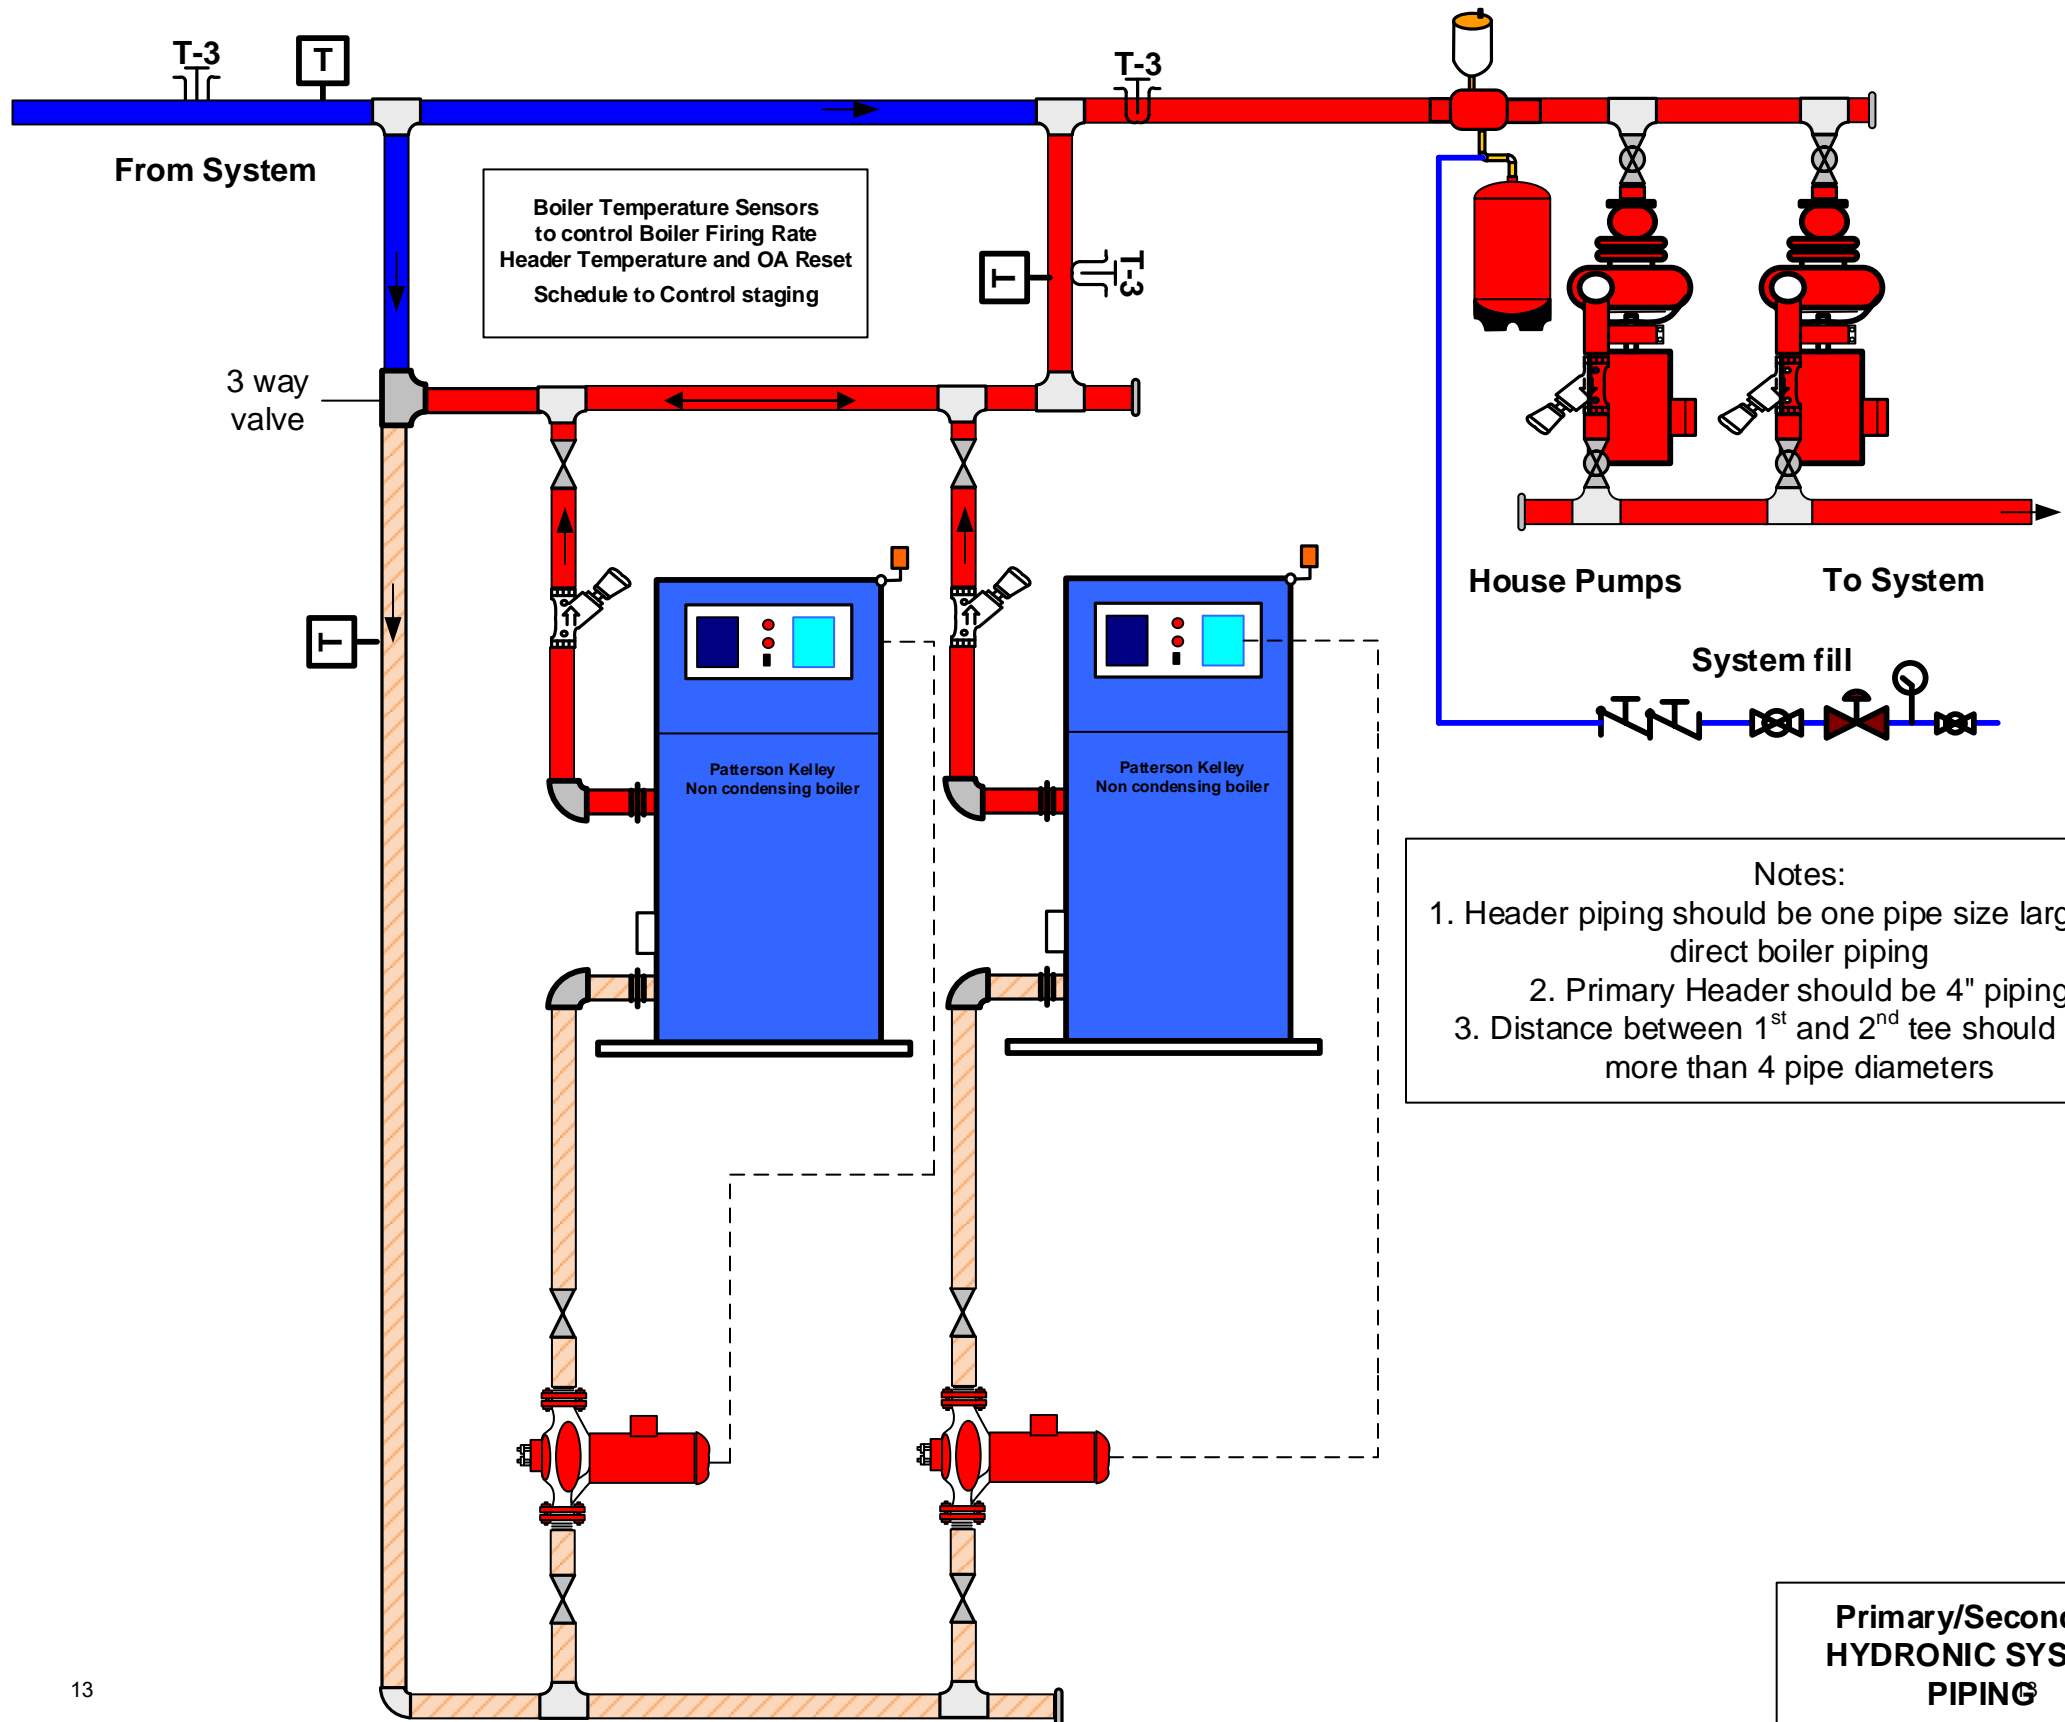 T-3
T
T-3
From System
Boiler Temperature Sensors
to control Boiler Firing Rate
Header Temperature and OA Reset
Schedule to Control staging
T
T-3
3 way
valve
T
House Pumps
To System
System fill
Patterson Kelley
Non condensing boiler
Patterson Kelley
Non condensing boiler
Notes:
1. Header piping should be one pipe size
direct boiler piping
2. Primary Header should be 4" piping
3. Distance between 1st and 2nd tee should
more than 4 pipe diameters
Primary/
HYDRONIC
PIPING
13
13